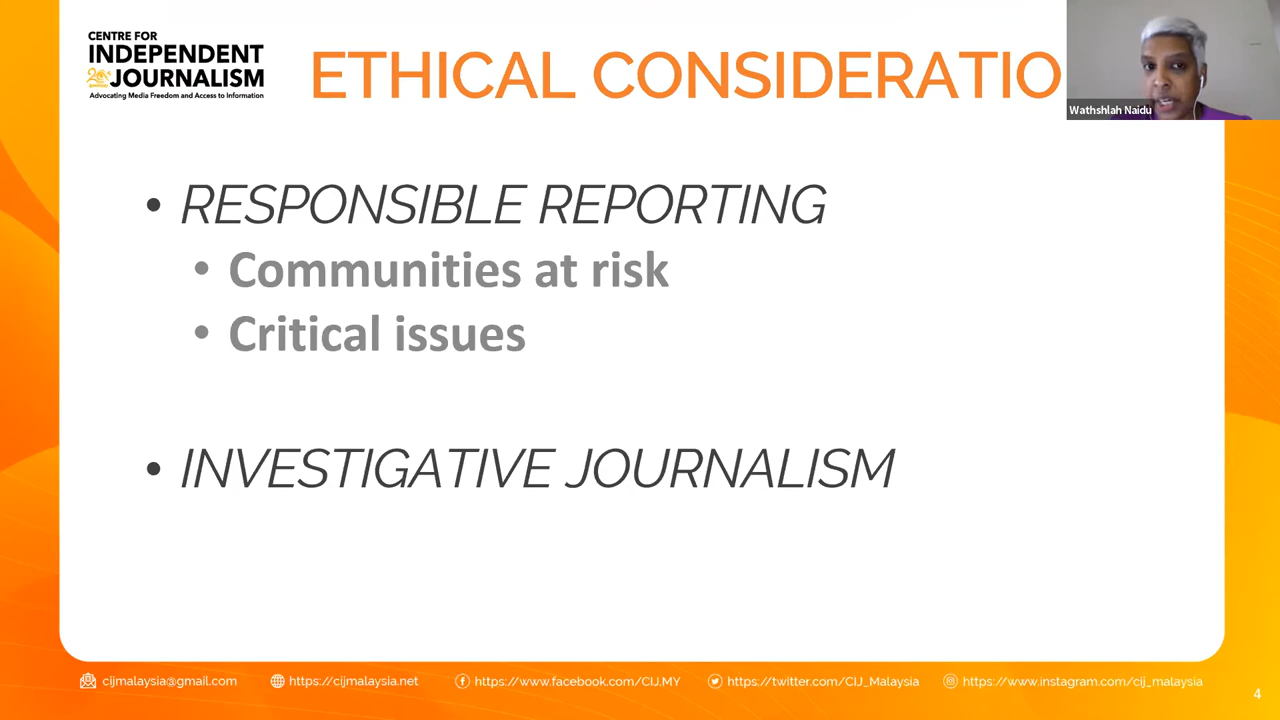 CENTRE FOR
INDEPENDENT
JOURNALISM
Advocating Media Freedom and Access to Information
ETHICAL CONSIDERATIO
Wathshlah Naidu
• RESPONSIBLE REPORTING
• Communities at risk
• Critical issues
• INVESTIGATIVE JOURNALISM
cijmalaysia@gmail.com
https://cijmalaysia.net
https://www.facebook.com/CIJ.MY
https://twitter.com/CIJ_Malaysia
https://www.instagram.com/cij_malaysia
4